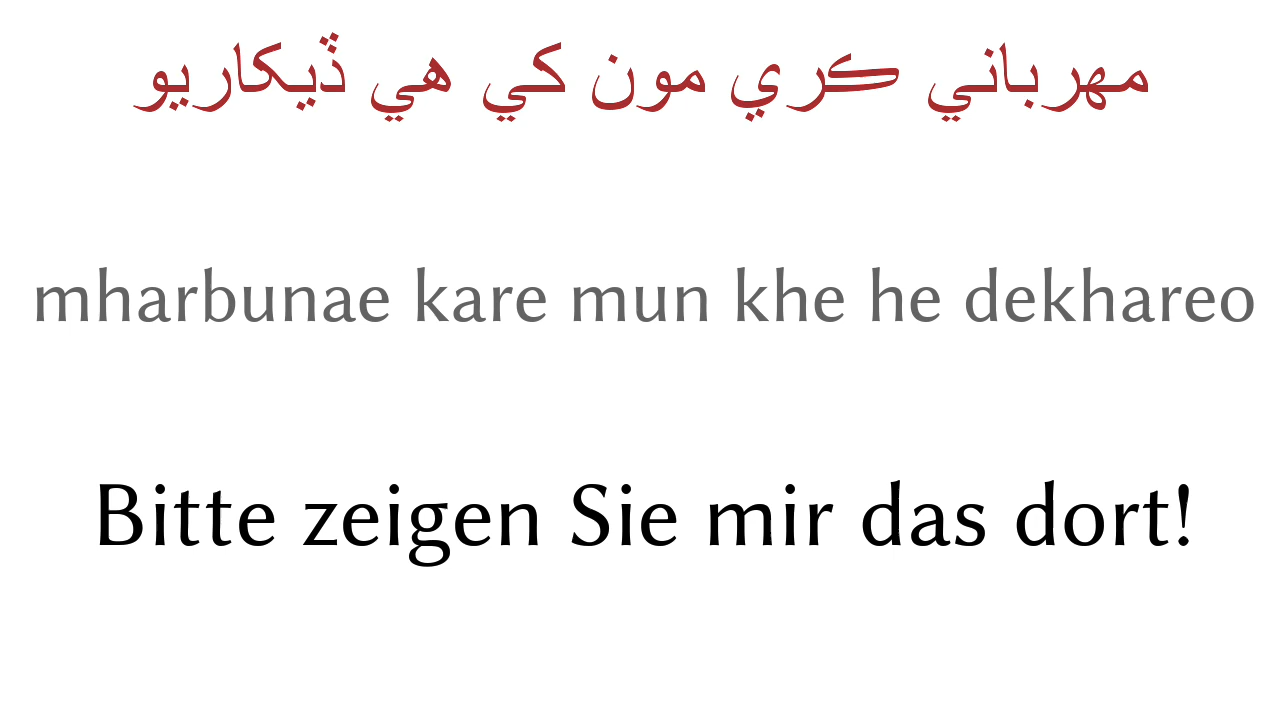 مهرباني ڪري مون کي هي ڏيکاريو
mharbunae kare mun khe he dekhareo
Bitte zeigen Sie mir das dort!